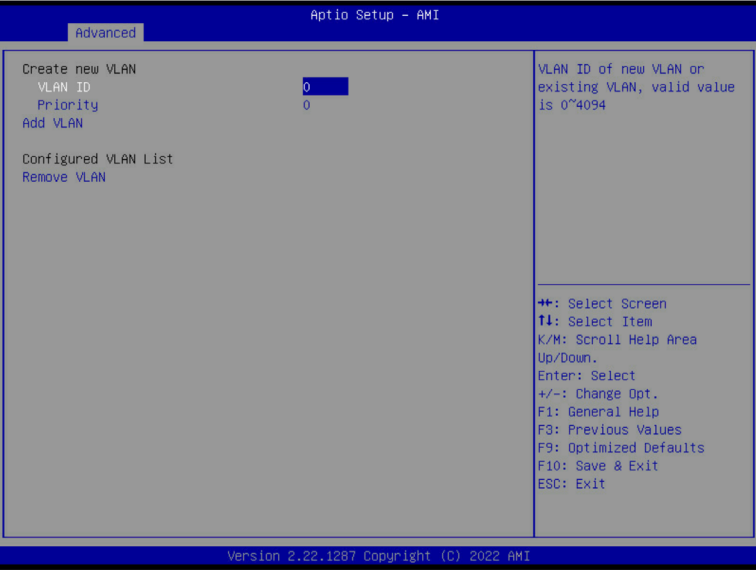 Aptio Setup – AMI
Advanced
Create new VLAN
VLAN ID 0
Priority 0
Add VLAN
Configured VLAN List
Remove VLAN
VLAN ID of new VLAN or
existing VLAN, valid value
is 0~4094
→←: Select Screen
↑↓: Select Item
K/M: Scroll Help Area
Up/Down.
Enter: Select
+/-: Change Opt.
F1: General Help
F3: Previous Values
F9: Optimized Defaults
F10: Save & Exit
ESC: Exit
Version 2.22.1287 Copyright (C) 2022 AMI